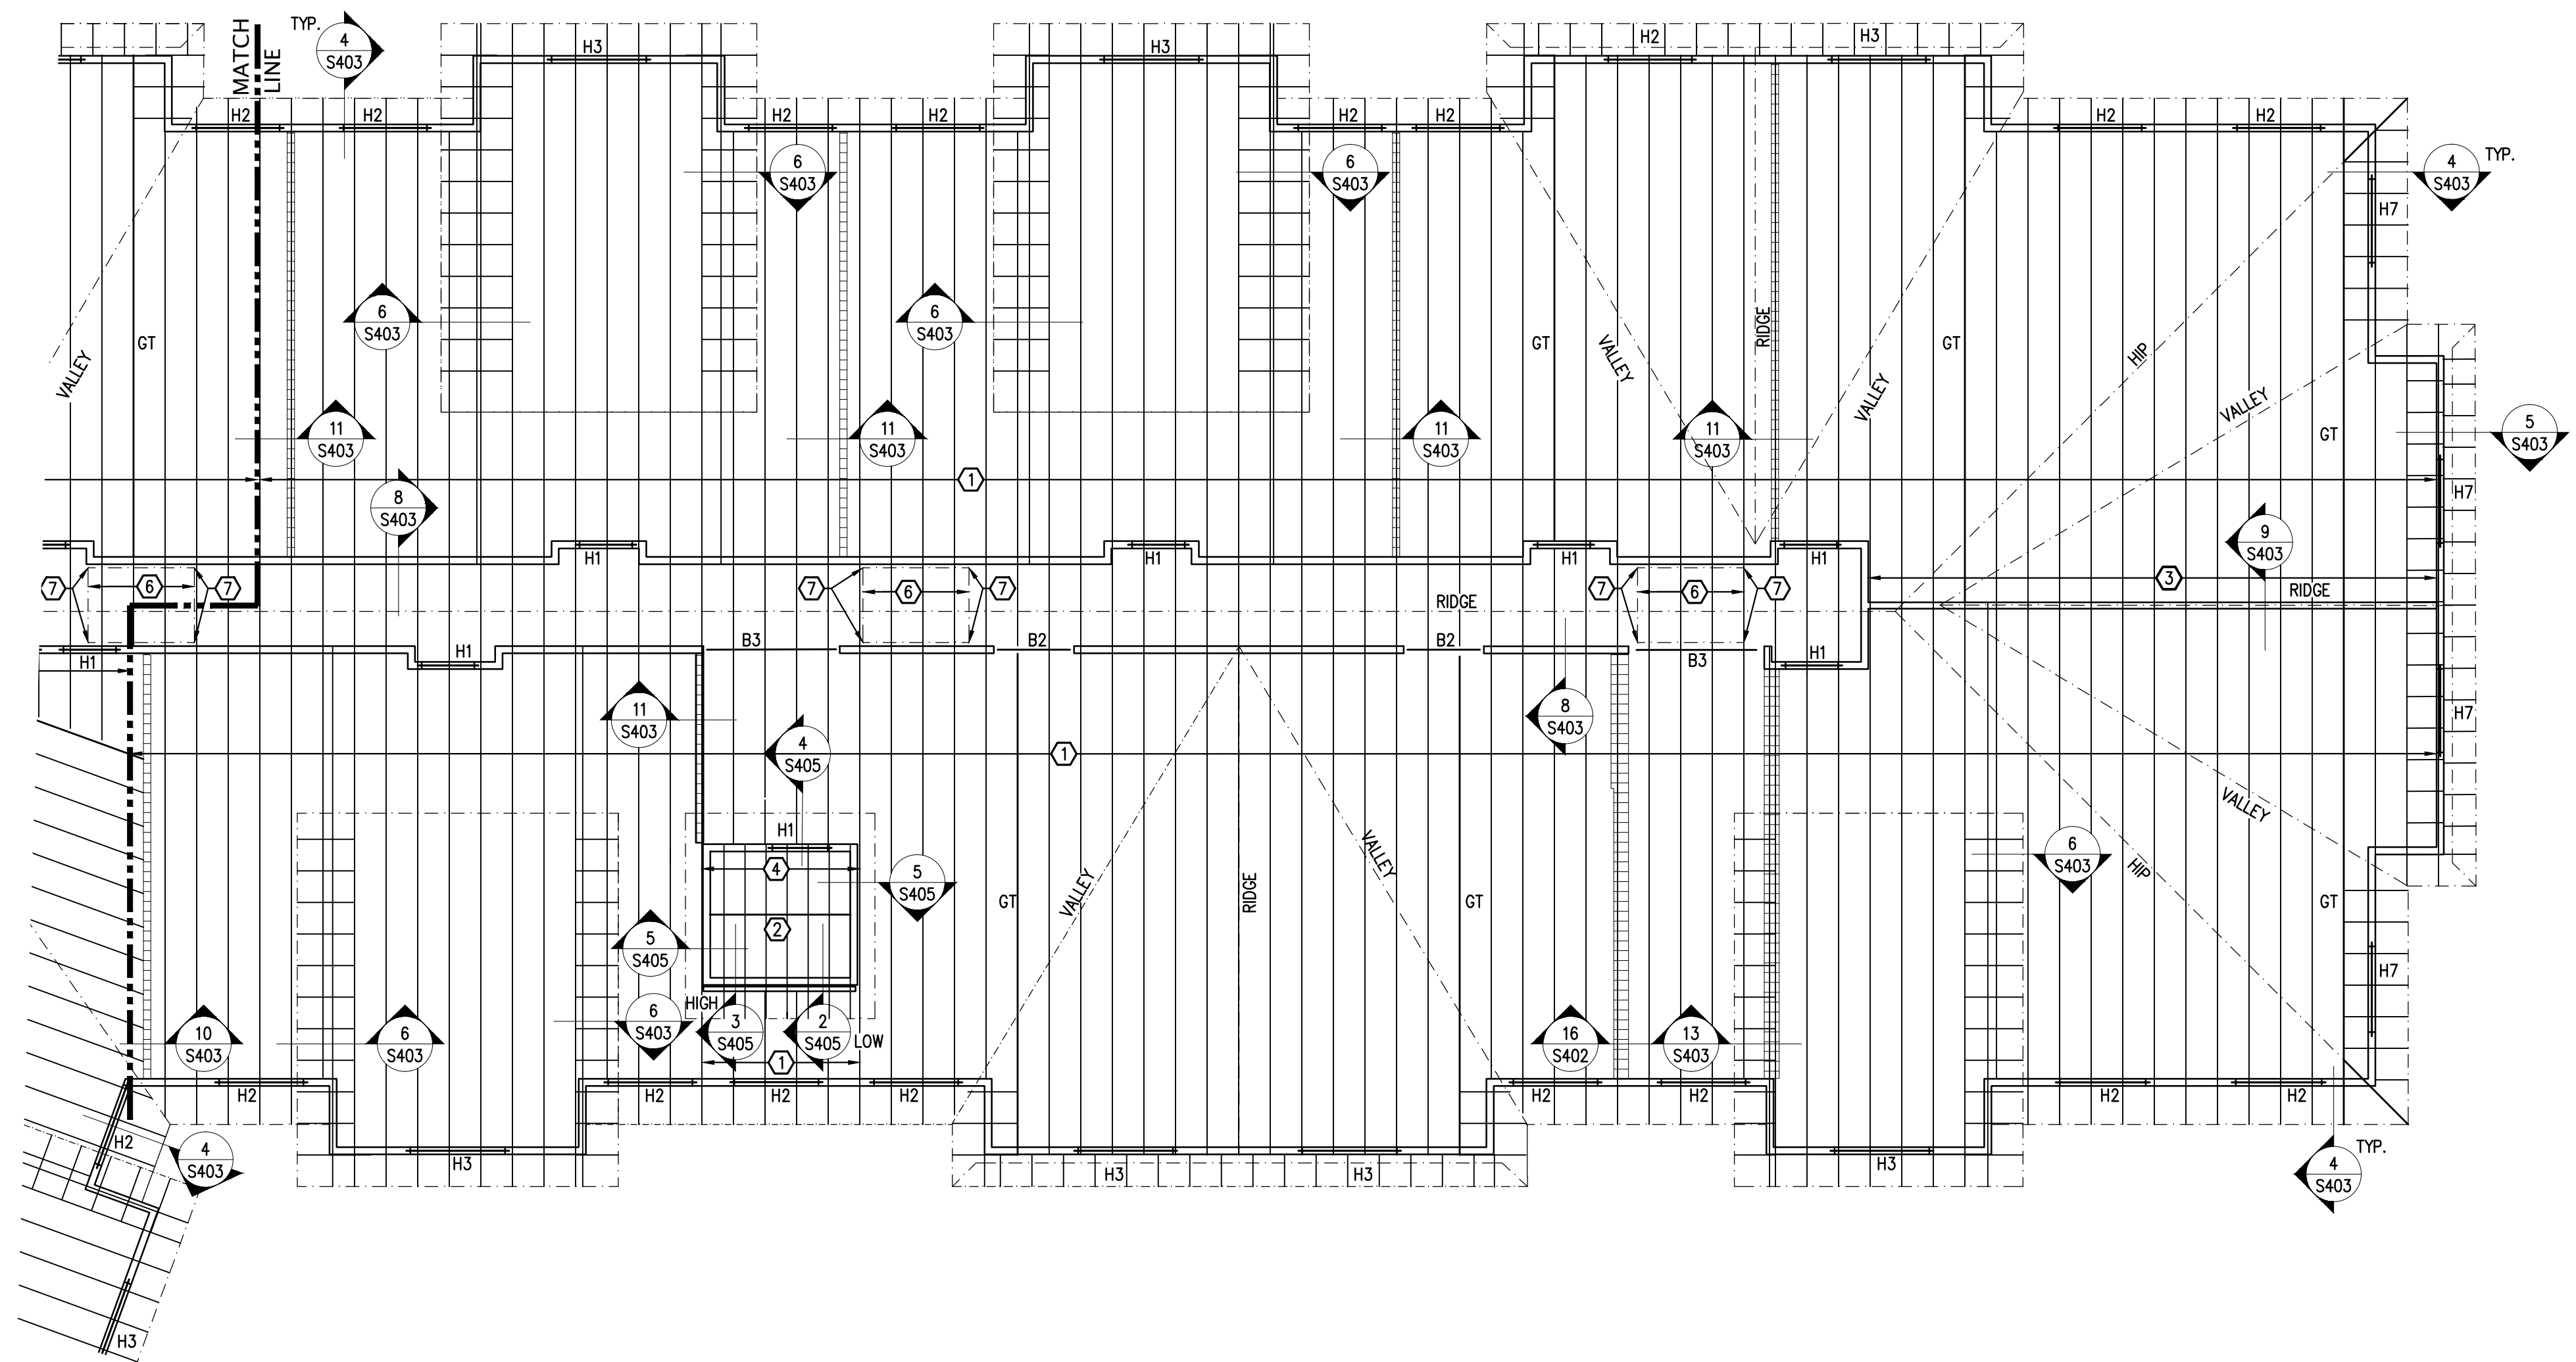 TYP.
4
S403
MATCH
LINE
H3
H3
H2
H3
H2
H2
H2
H2
H2
H2
H2
H2
6
S403
6
S403
4
S403
TYP.
H7
6
S403
6
S403
VALLEY
GT
GT
VALLEY
RIDGE
VALLEY
GT
HIP
VALLEY
GT
11
S403
11
S403
11
S403
11
S403
5
S403
1
8
S403
H7
9
S403
H1
H1
H1
H1
7
6
7
7
6
7
7
6
7
3
RIDGE
RIDGE
H1
H1
B3
B2
B2
B3
H1
11
S403
8
S403
H7
4
S405
1
VALLEY
H1
4
5
S405
VALLEY
VALLEY
6
S403
HIP
2
GT
VALLEY
RIDGE
GT
GT
5
S405
H7
HIGH
LOW
10
S403
6
S403
6
S403
3
S405
2
S405
16
S402
13
S403
1
H2
H2
H2
H2
H2
H2
H2
H2
H2
4
S403
H3
H3
H3
H3
TYP.
4
S403
H3